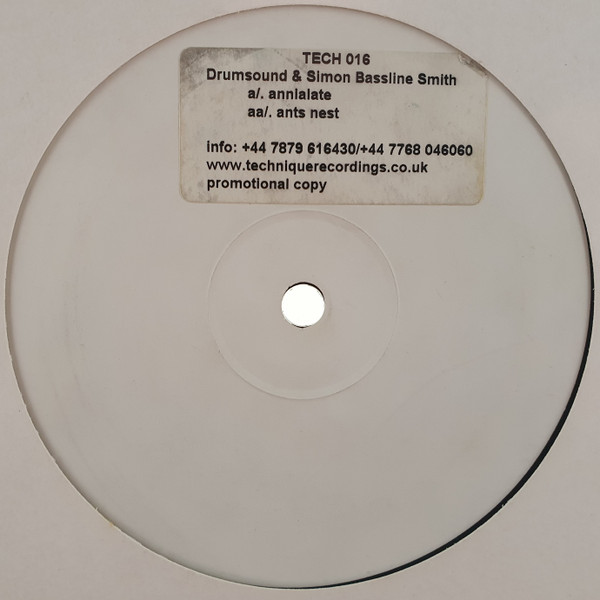 TECH 016
Drumsound & Simon Bassline Smith
a/. annialate
aa/. ants nest
info: +44 7879 616430/+44 7768 046060
www.techniquerecordings.co.uk
promotional copy